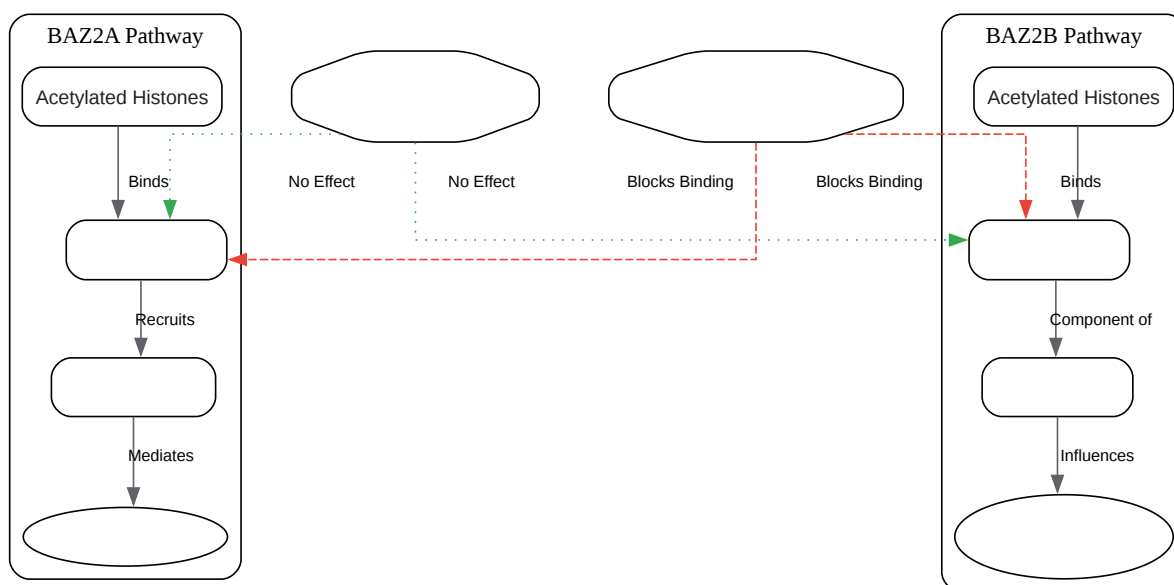 BAZ2A Pathway
BAZ2B Pathway
Acetylated Histones
Acetylated Histones
Binds
No Effect
No Effect
Blocks Binding
Blocks Binding
Binds
Recruits
Component of
Mediates
Influences